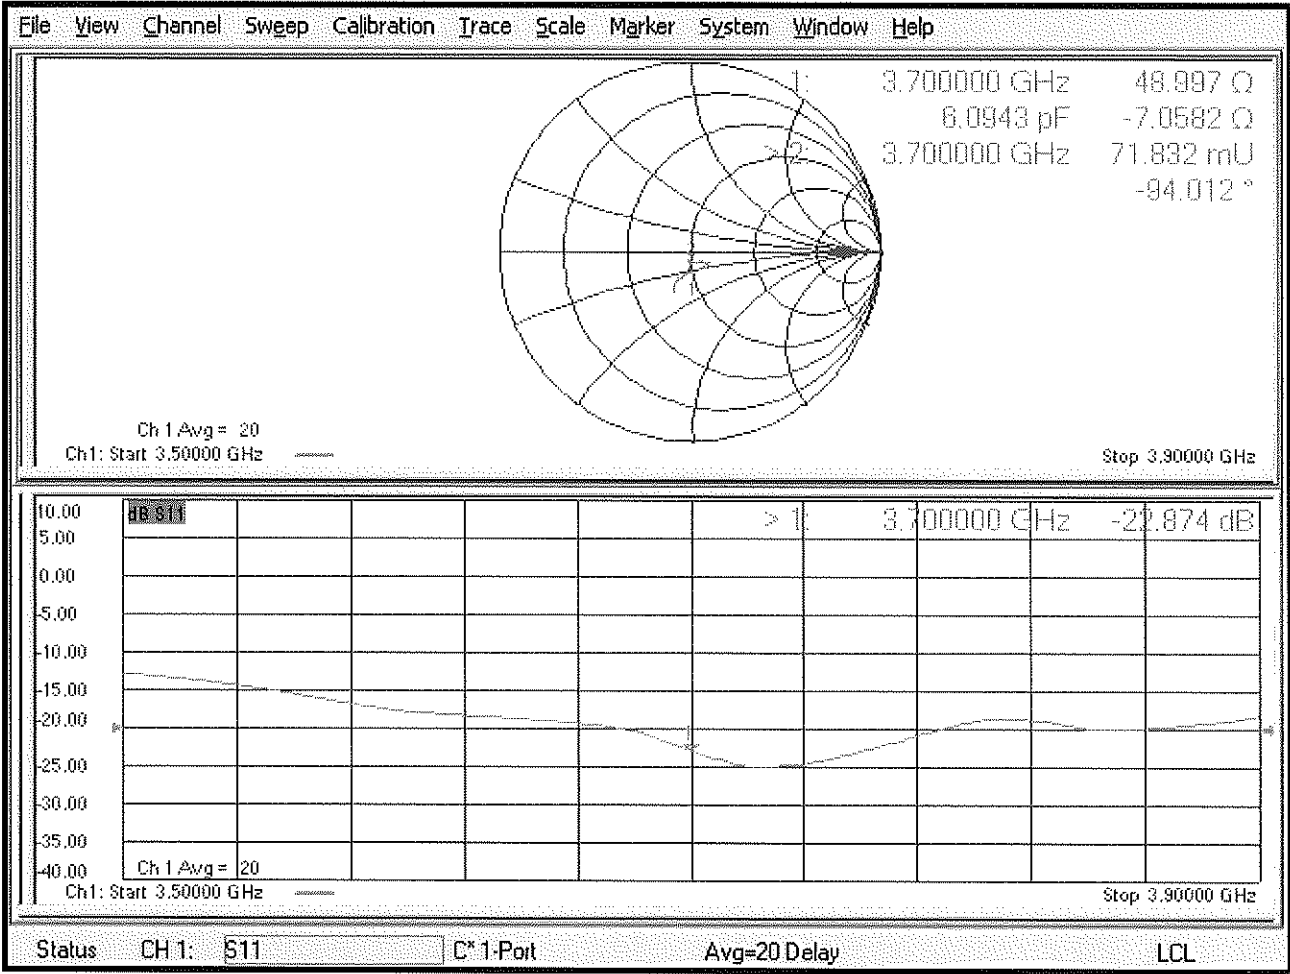 File View Channel Sweep Calibration Trace Scale Marker System Window Help
1: 3.700000 GHz 48.997 Ω
6.0943 pF -7.0582 Ω
> 2: 3.700000 GHz 71.832 mU
-94.012 °
Ch 1 Avg = 20
Ch1: Start 3.50000 GHz
Stop 3.90000 GHz
10.00
dB S11
> 1: 3.700000 GHz -22.874 dB
5.00
0.00
-5.00
-10.00
-15.00
-20.00
1
-25.00
-30.00
-35.00
-40.00
Ch 1 Avg = 20
Ch1: Start 3.50000 GHz
Stop 3.90000 GHz
Status CH 1: S11 C* 1-Port Avg=20 Delay LCL